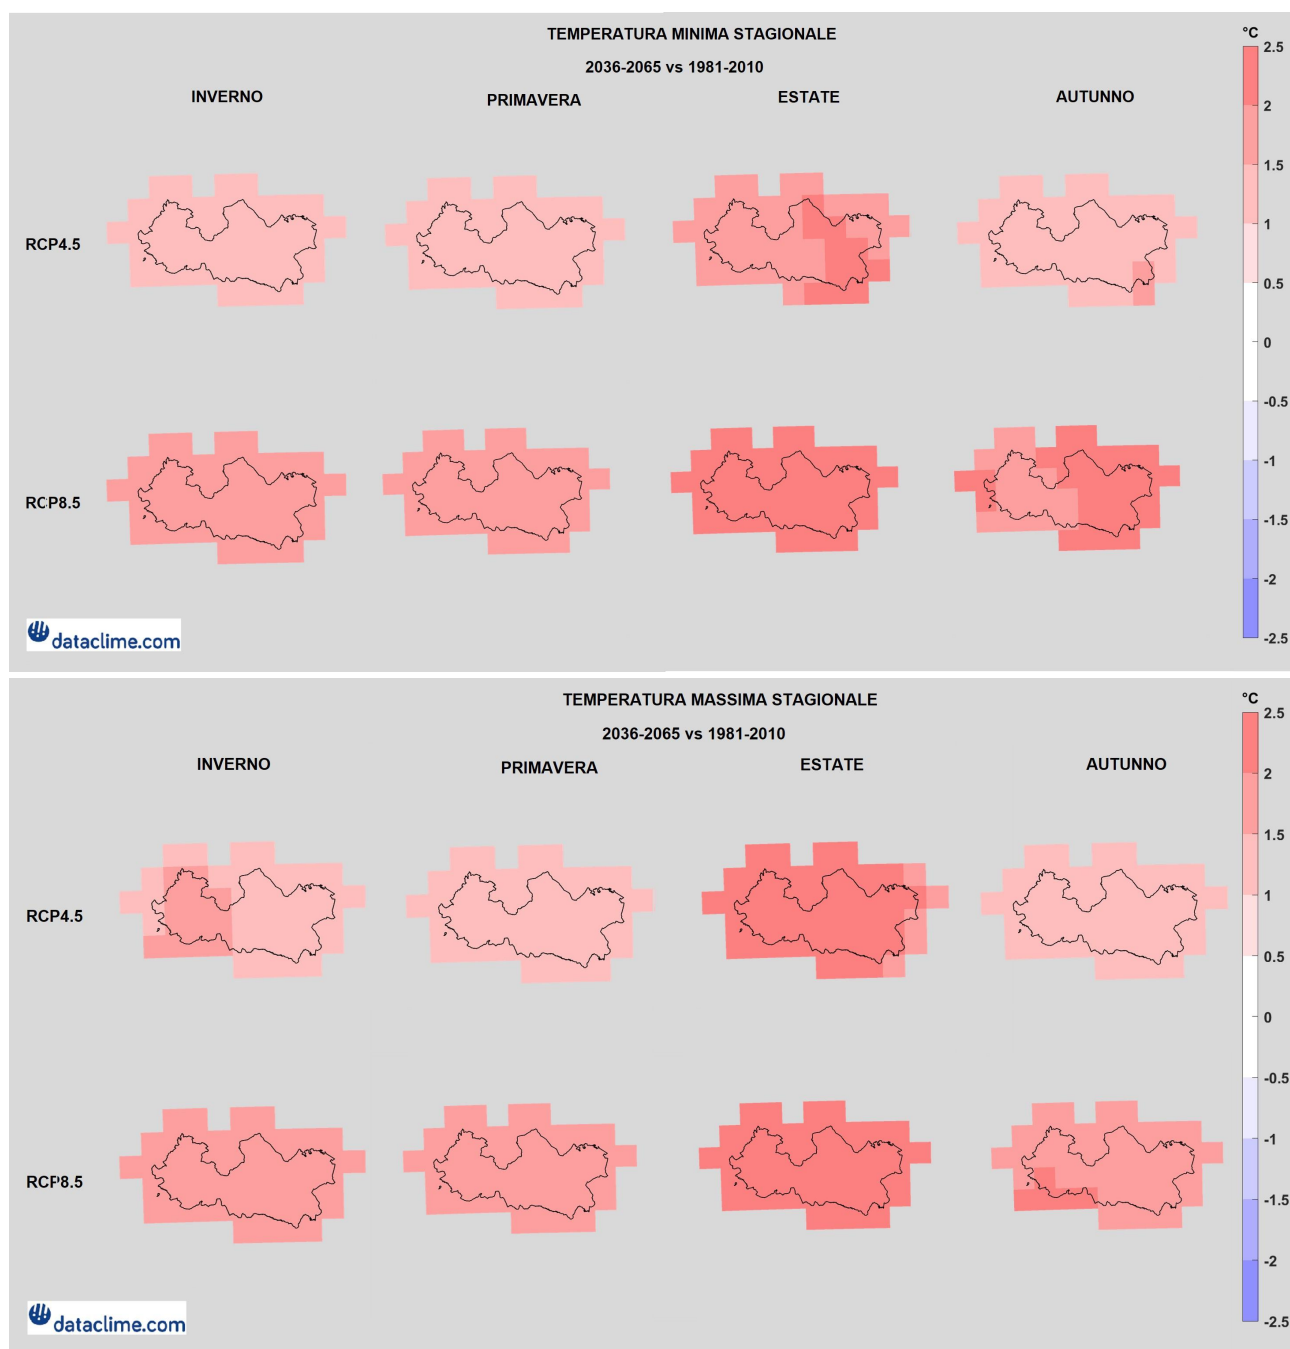 TEMPERATURA MINIMA STAGIONALE
2036-2065 vs 1981-2010
°C
INVERNO PRIMAVERA ESTATE AUTUNNO
RCP4.5
RCP8.5
2.5
2
1.5
1
0.5
0
-0.5
-1
-1.5
-2
-2.5
dataclime.com
TEMPERATURA MASSIMA STAGIONALE
2036-2065 vs 1981-2010
°C
INVERNO PRIMAVERA ESTATE AUTUNNO
RCP4.5
RCP8.5
2.5
2
1.5
1
0.5
0
-0.5
-1
-1.5
-2
-2.5
dataclime.com